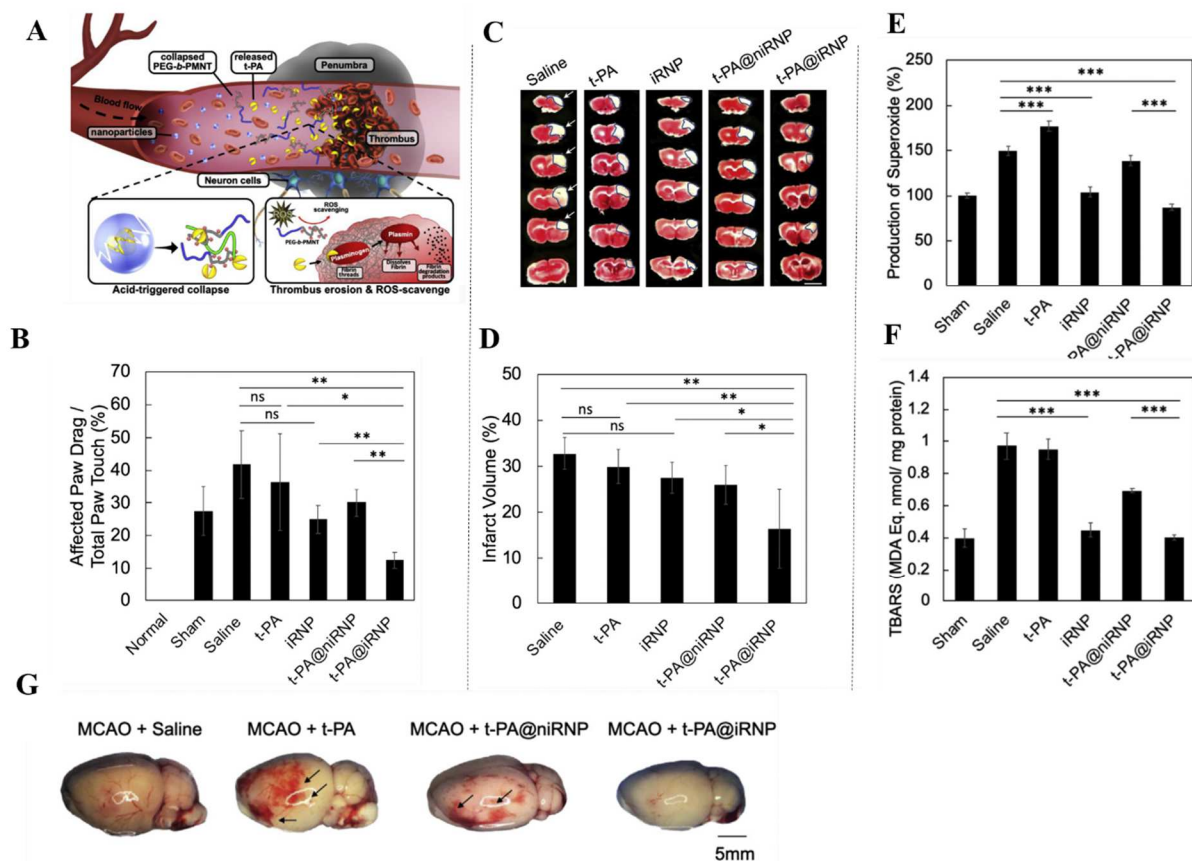 A
collapsed
PEG-b-PMNT
released
t-PA
Penumbra
Blood flow
nanoparticles
Thrombus
Neuron cells
ROS
scavenging
PEG-b-PMNT
Plasminogen
Plasmin
Fibrin
threads
Dissolves
Fibrin
Fibrin
degradation
products
Acid-triggered collapse
Thrombus erosion & ROS-scavenge
B
Affected Paw Drag /
Total Paw Touch (%)
70
60
50
40
30
20
10
0
**
ns
*
ns
**
**
Normal
Sham
Saline
t-PA
iRNP
t-PA@niRNP
t-PA@iRNP
C
Saline
t-PA
iRNP
t-PA@niRNP
t-PA@iRNP
D
Infarct Volume (%)
50
40
30
20
10
0
**
ns
**
ns
*
*
Saline
t-PA
iRNP
t-PA@niRNP
t-PA@iRNP
E
Production of Superoxide (%)
200
150
100
50
0
***
***
***
***
Sham
Saline
t-PA
iRNP
PA@niRNP
t-PA@iRNP
F
TBARS (MDA Eq. nmol/ mg protein)
1.4
1.2
1
0.8
0.6
0.4
0.2
0
***
***
***
Sham
Saline
t-PA
iRNP
t-PA@niRNP
t-PA@iRNP
G
MCAO + Saline
MCAO + t-PA
MCAO + t-PA@niRNP
MCAO + t-PA@iRNP
5mm